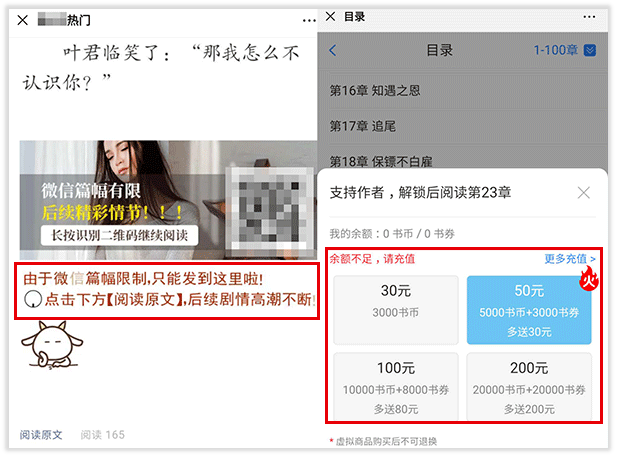 热门
叶君临笑了：“那我怎么不
认识你？”
微信篇幅有限
后续精彩情节！！！
长按识别二维码继续阅读
由于微信篇幅限制,只能发到这里啦!
点击下方【阅读原文】,后续剧情高潮不断!
阅读原文 阅读 165
目录
目录
1-100章
第16章 知遇之恩
第17章 追尾
第18章 保镖不白雇
支持作者，解锁后阅读第23章
我的余额：0 书币 / 0 书券
余额不足，请充值
更多充值 >
火
30元
3000书币
50元
5000书币+3000书券
多送30元
100元
10000书币+8000书券
多送80元
200元
20000书币+20000书券
多送200元
* 虚拟商品购买后不可退换